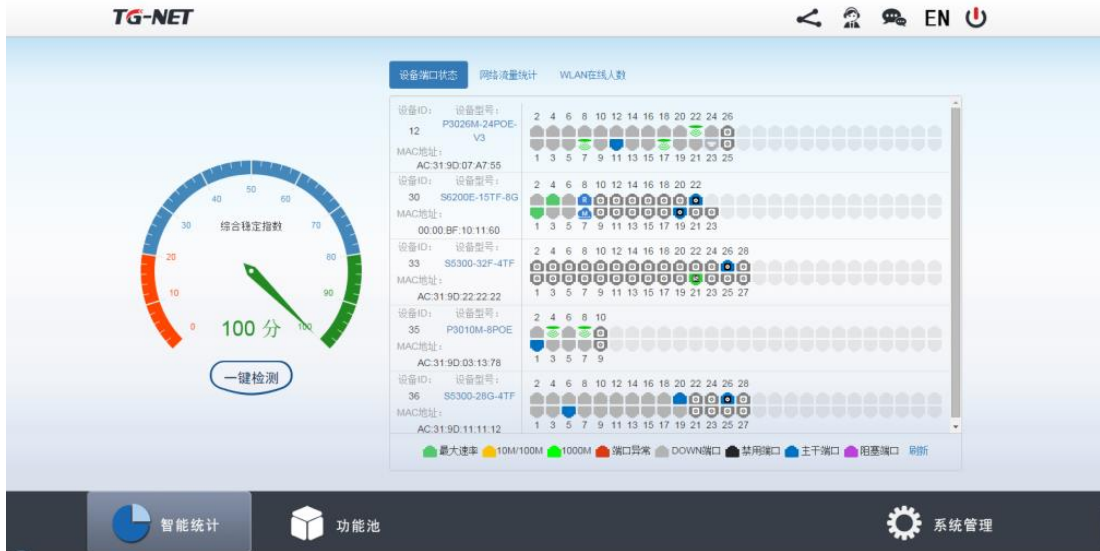 TG-NET
EN
设备端口状态 网络流量统计 WLAN在线人数
设备ID： 设备型号：
12 P3026M-24POE-V3
MAC地址：
AC:31:9D:07:A7:55
2 4 6 8 10 12 14 16 18 20 22 24 26
1 3 5 7 9 11 13 15 17 19 21 23 25
设备ID： 设备型号：
30 S6200E-15TF-8G
MAC地址：
00:00:BF:10:11:60
2 4 6 8 10 12 14 16 18 20 22
R
M
1 3 5 7 9 11 13 15 17 19 21 23
设备ID： 设备型号：
33 S5300-32F-4TF
MAC地址：
AC:31:9D:22:22:22
2 4 6 8 10 12 14 16 18 20 22 24 26 28
1 3 5 7 9 11 13 15 17 19 21 23 25 27
设备ID： 设备型号：
35 P3010M-8POE
MAC地址：
AC:31:9D:03:13:78
2 4 6 8 10
1 3 5 7 9
设备ID： 设备型号：
36 S5300-28G-4TF
MAC地址：
AC:31:9D:11:11:12
2 4 6 8 10 12 14 16 18 20 22 24 26 28
1 3 5 7 9 11 13 15 17 19 21 23 25 27
最大速率 10M/100M 1000M 端口异常 DOWN端口 禁用端口 主干端口 阻塞端口 刷新
0 10 20 30 40 50 60 70 80 90 100
综合稳定指数
100 分
一键检测
智能统计 功能池 系统管理